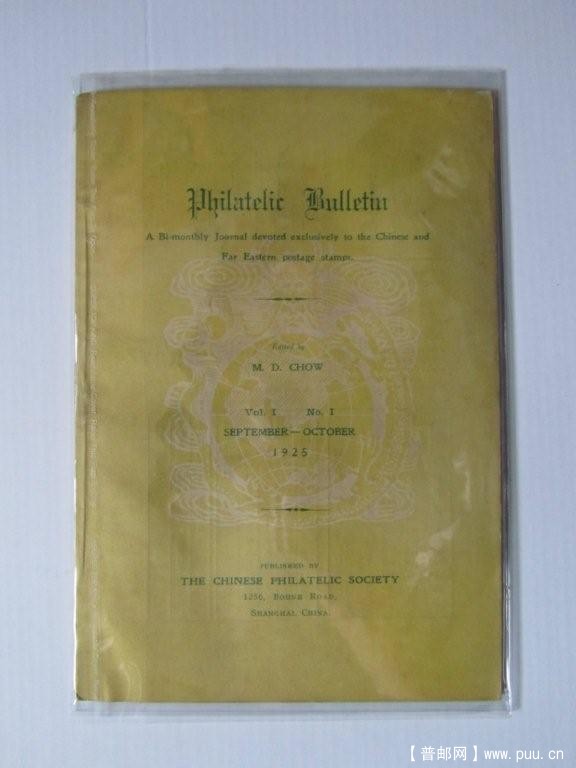 Philatelic Bulletin
A Bi-monthly Journal devoted exclusively to the Chinese and
Far Eastern postage stamps.
Edited by
M. D. CHOW
Vol. I No. I
SEPTEMBER—OCTOBER
1925
PUBLISHED BY
THE CHINESE PHILATELIC SOCIETY
1256, Bourne Road,
Shanghai, China.
【普邮网】www.puu.cn